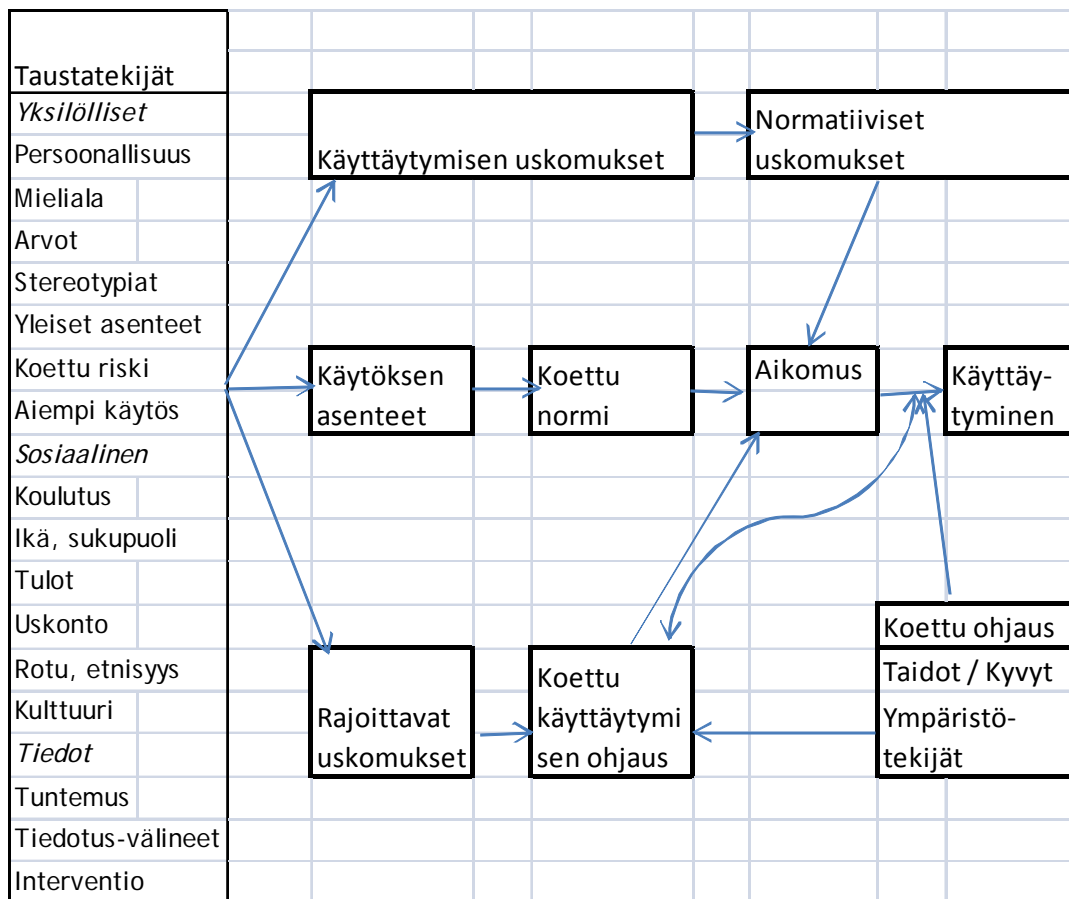 Taustatekijät
Yksilölliset
Persoonallisuus
Mieliala
Arvot
Stereotypiat
Yleiset asenteet
Koettu riski
Aiempi käytös
Sosiaalinen
Koulutus
Ikä, sukupuoli
Tulot
Uskonto
Rotu, etnisyys
Kulttuuri
Tiedot
Tuntemus
Tiedotus-välineet
Interventio
Käyttäytymisen uskomukset
Normatiiviset
uskomukset
Käytöksen
asenteet
Koettu
normi
Aikomus
Käyttäy-
tyminen
Rajoittavat
uskomukset
Koettu
käyttäytymi
sen ohjaus
Koettu ohjaus
Taidot / Kyvyt
Ympäristö-
tekijät